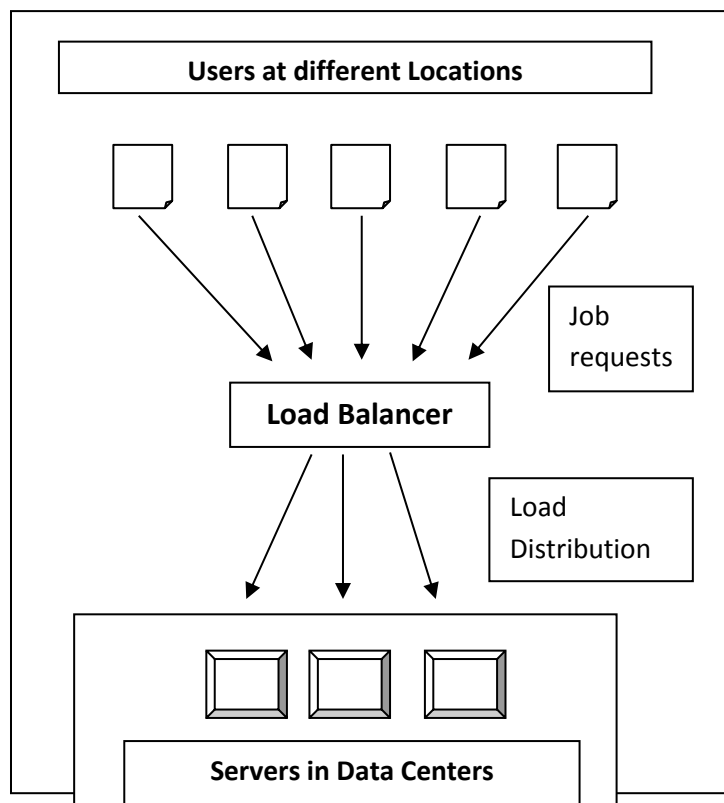 Users at different Locations
Job
requests
Load Balancer
Load
Distribution
Servers in Data Centers